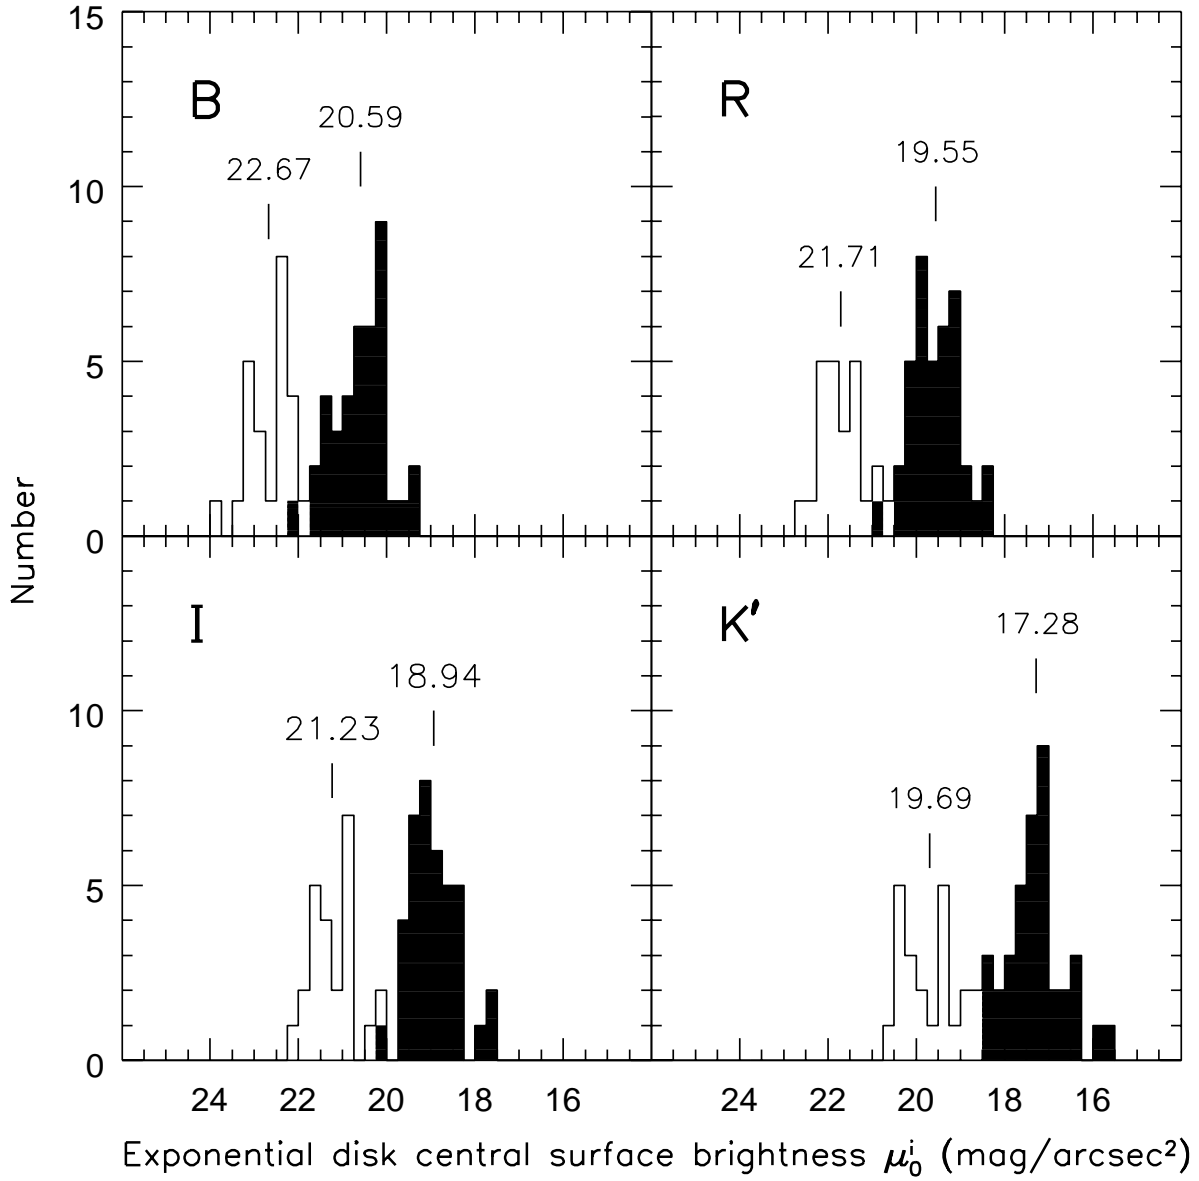 15
B
R
20.59
19.55
22.67
10
21.71
5
Number
0
I
K′
17.28
18.94
10
21.23
19.69
5
0
24 22 20 18 16 24 22 20 18 16
Exponential disk central surface brightness μ₀ⁱ (mag/arcsec²)